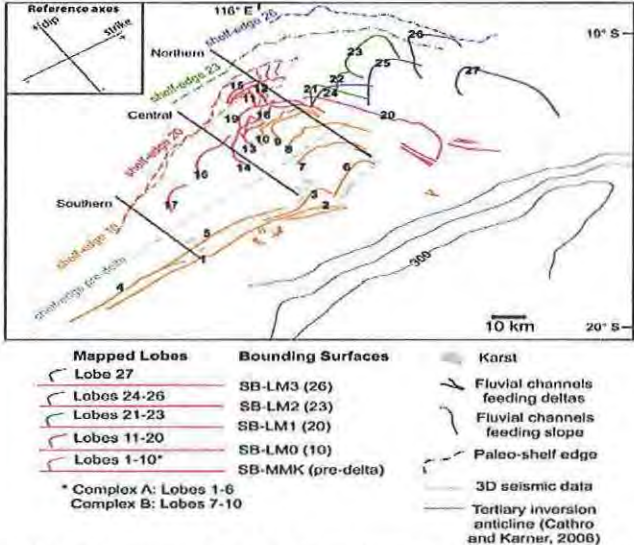 Reference axes
dip
strike
116° E
10° S
20° S
shelf-edge 26
shelf-edge 23
shelf-edge 20
shelf-edge 10
shelf-edge pre-delta
Northern
Central
Southern
26
23
25
27
22
21
24
20
15
12
11
18
19
10
9
8
13
14
7
6
16
17
3
2
5
1
4
300
10 km
Mapped Lobes
Lobe 27
Lobes 24-26
Lobes 21-23
Lobes 11-20
Lobes 1-10*
* Complex A: Lobes 1-6
Complex B: Lobes 7-10
Bounding Surfaces
SB-LM3 (26)
SB-LM2 (23)
SB-LM1 (20)
SB-LM0 (10)
SB-MMK (pre-delta)
Karst
Fluvial channels
feeding deltas
Fluvial channels
feeding slope
Paleo-shelf edge
3D seismic data
Tertiary inversion
anticline (Cathro
and Karner, 2006)